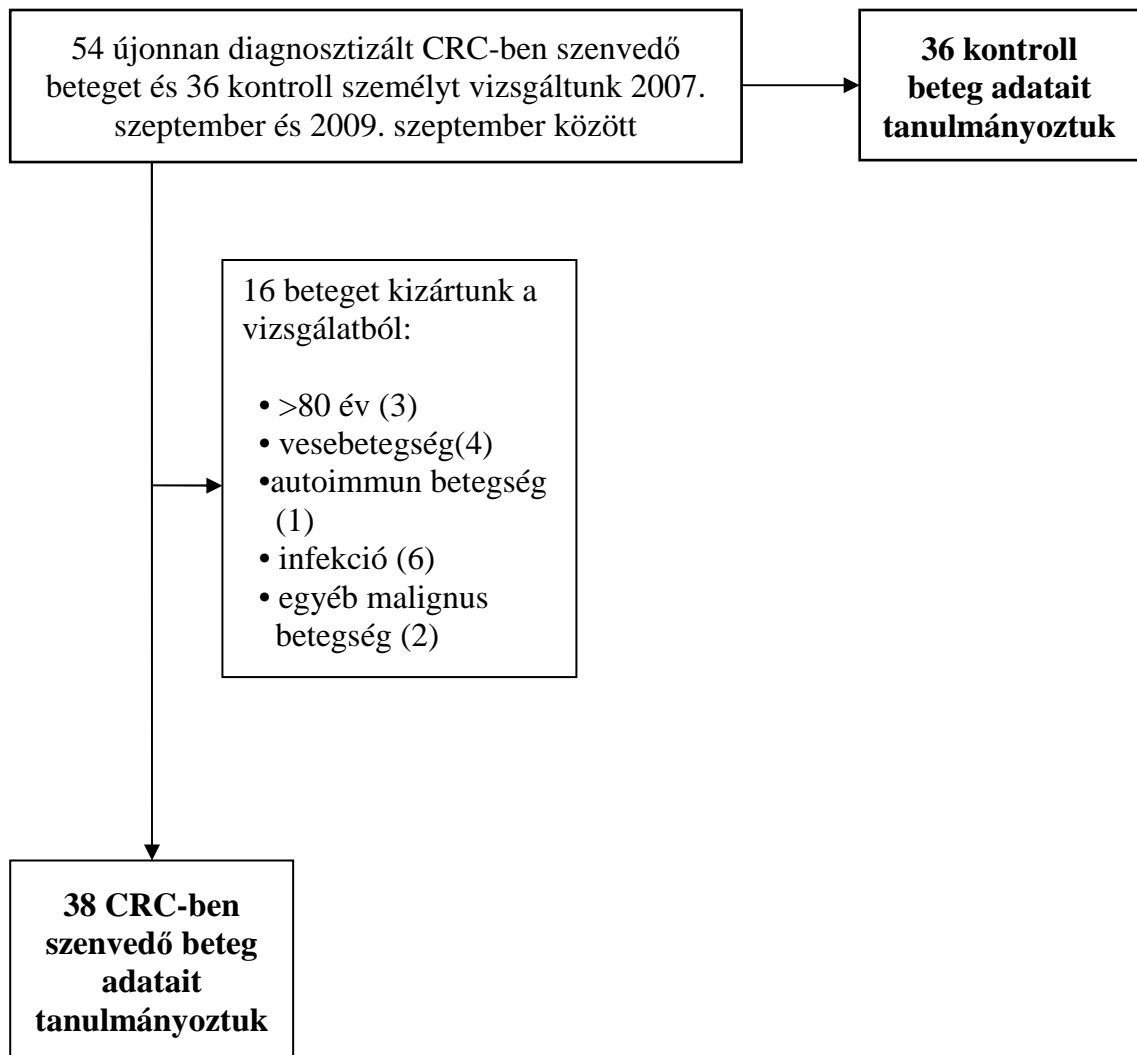 54 újonnan diagnosztizált CRC-ben szenvedő
beteget és 36 kontroll személyt vizsgáltunk 2007.
szeptember és 2009. szeptember között
36 kontroll
beteg adatait
tanulmányoztuk
16 beteget kizártunk a
vizsgálatból:
• >80 év (3)
• vesebetegség(4)
•autoimmun betegség
(1)
• infekció (6)
• egyéb malignus
betegség (2)
38 CRC-ben
szenvedő beteg
adatait
tanulmányoztuk